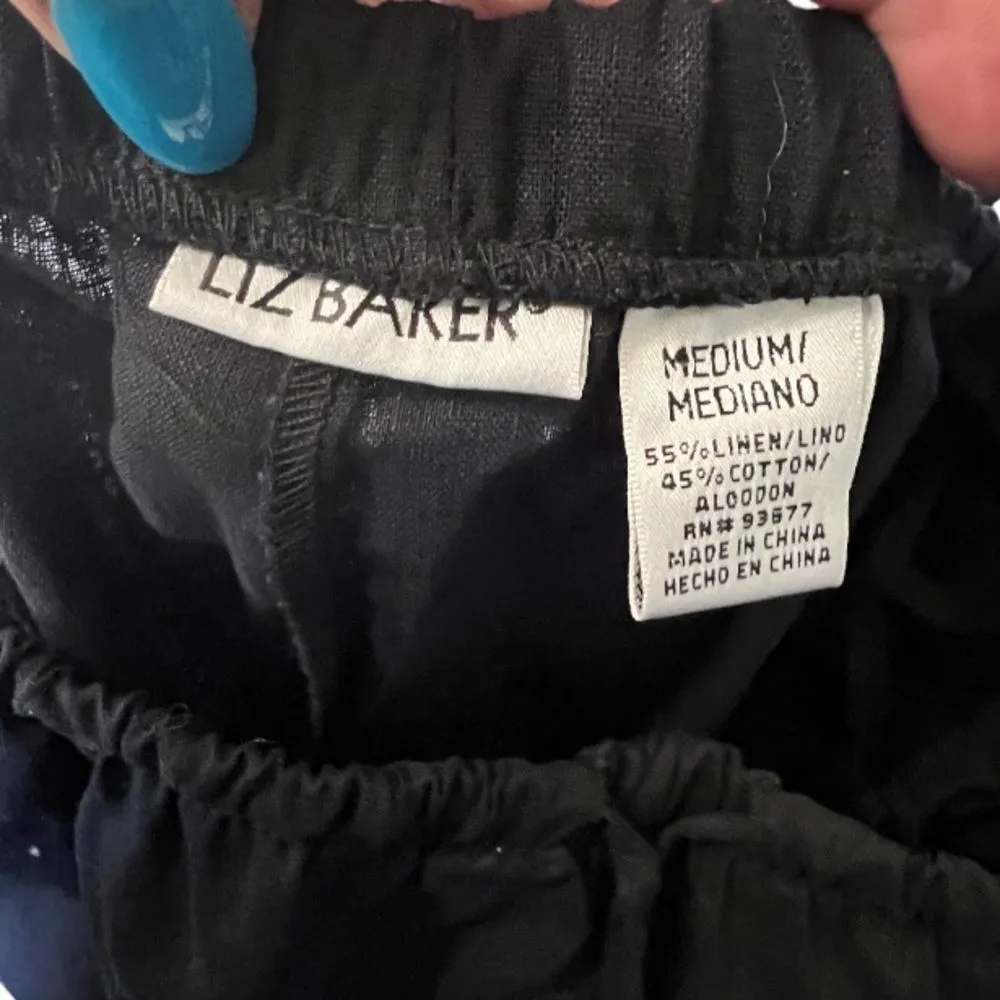 LIZ BAKER®
MEDIUM/
MEDIANO
55% LINEN/LINO
45% COTTON/
ALGODON
RN# 93677
MADE IN CHINA
HECHO EN CHINA